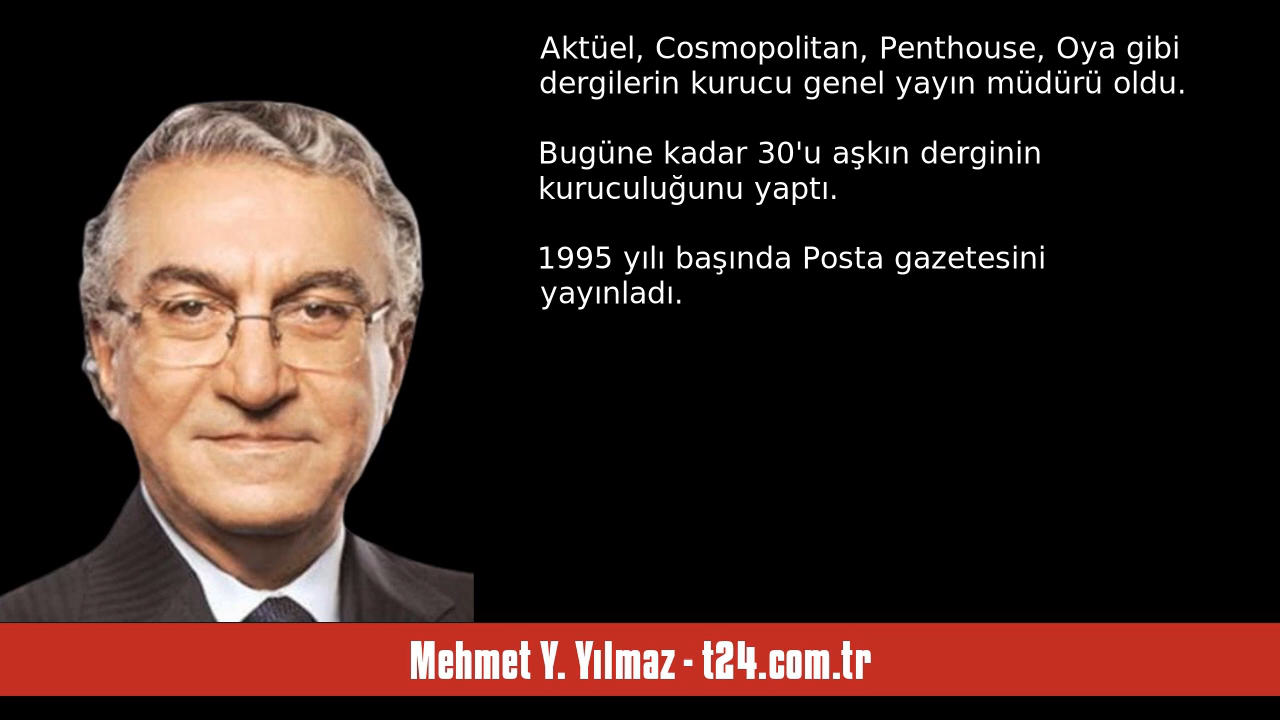 Aktüel, Cosmopolitan, Penthouse, Oya gibi
dergilerin kurucu genel yayın müdürü oldu.
Bugüne kadar 30'u aşkın derginin
kuruculuğunu yaptı.
1995 yılı başında Posta gazetesini
yayınladı.
Mehmet Y. Yılmaz - t24.com.tr